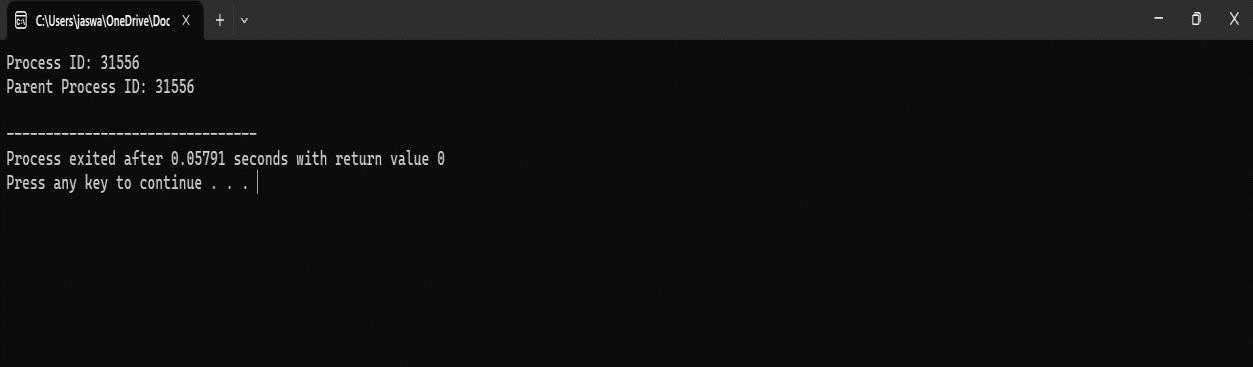 C:\Users\jaswa\OneDrive\Doc
Process ID: 31556
Parent Process ID: 31556
--------------------------------
Process exited after 0.05791 seconds with return value 0
Press any key to continue . . .